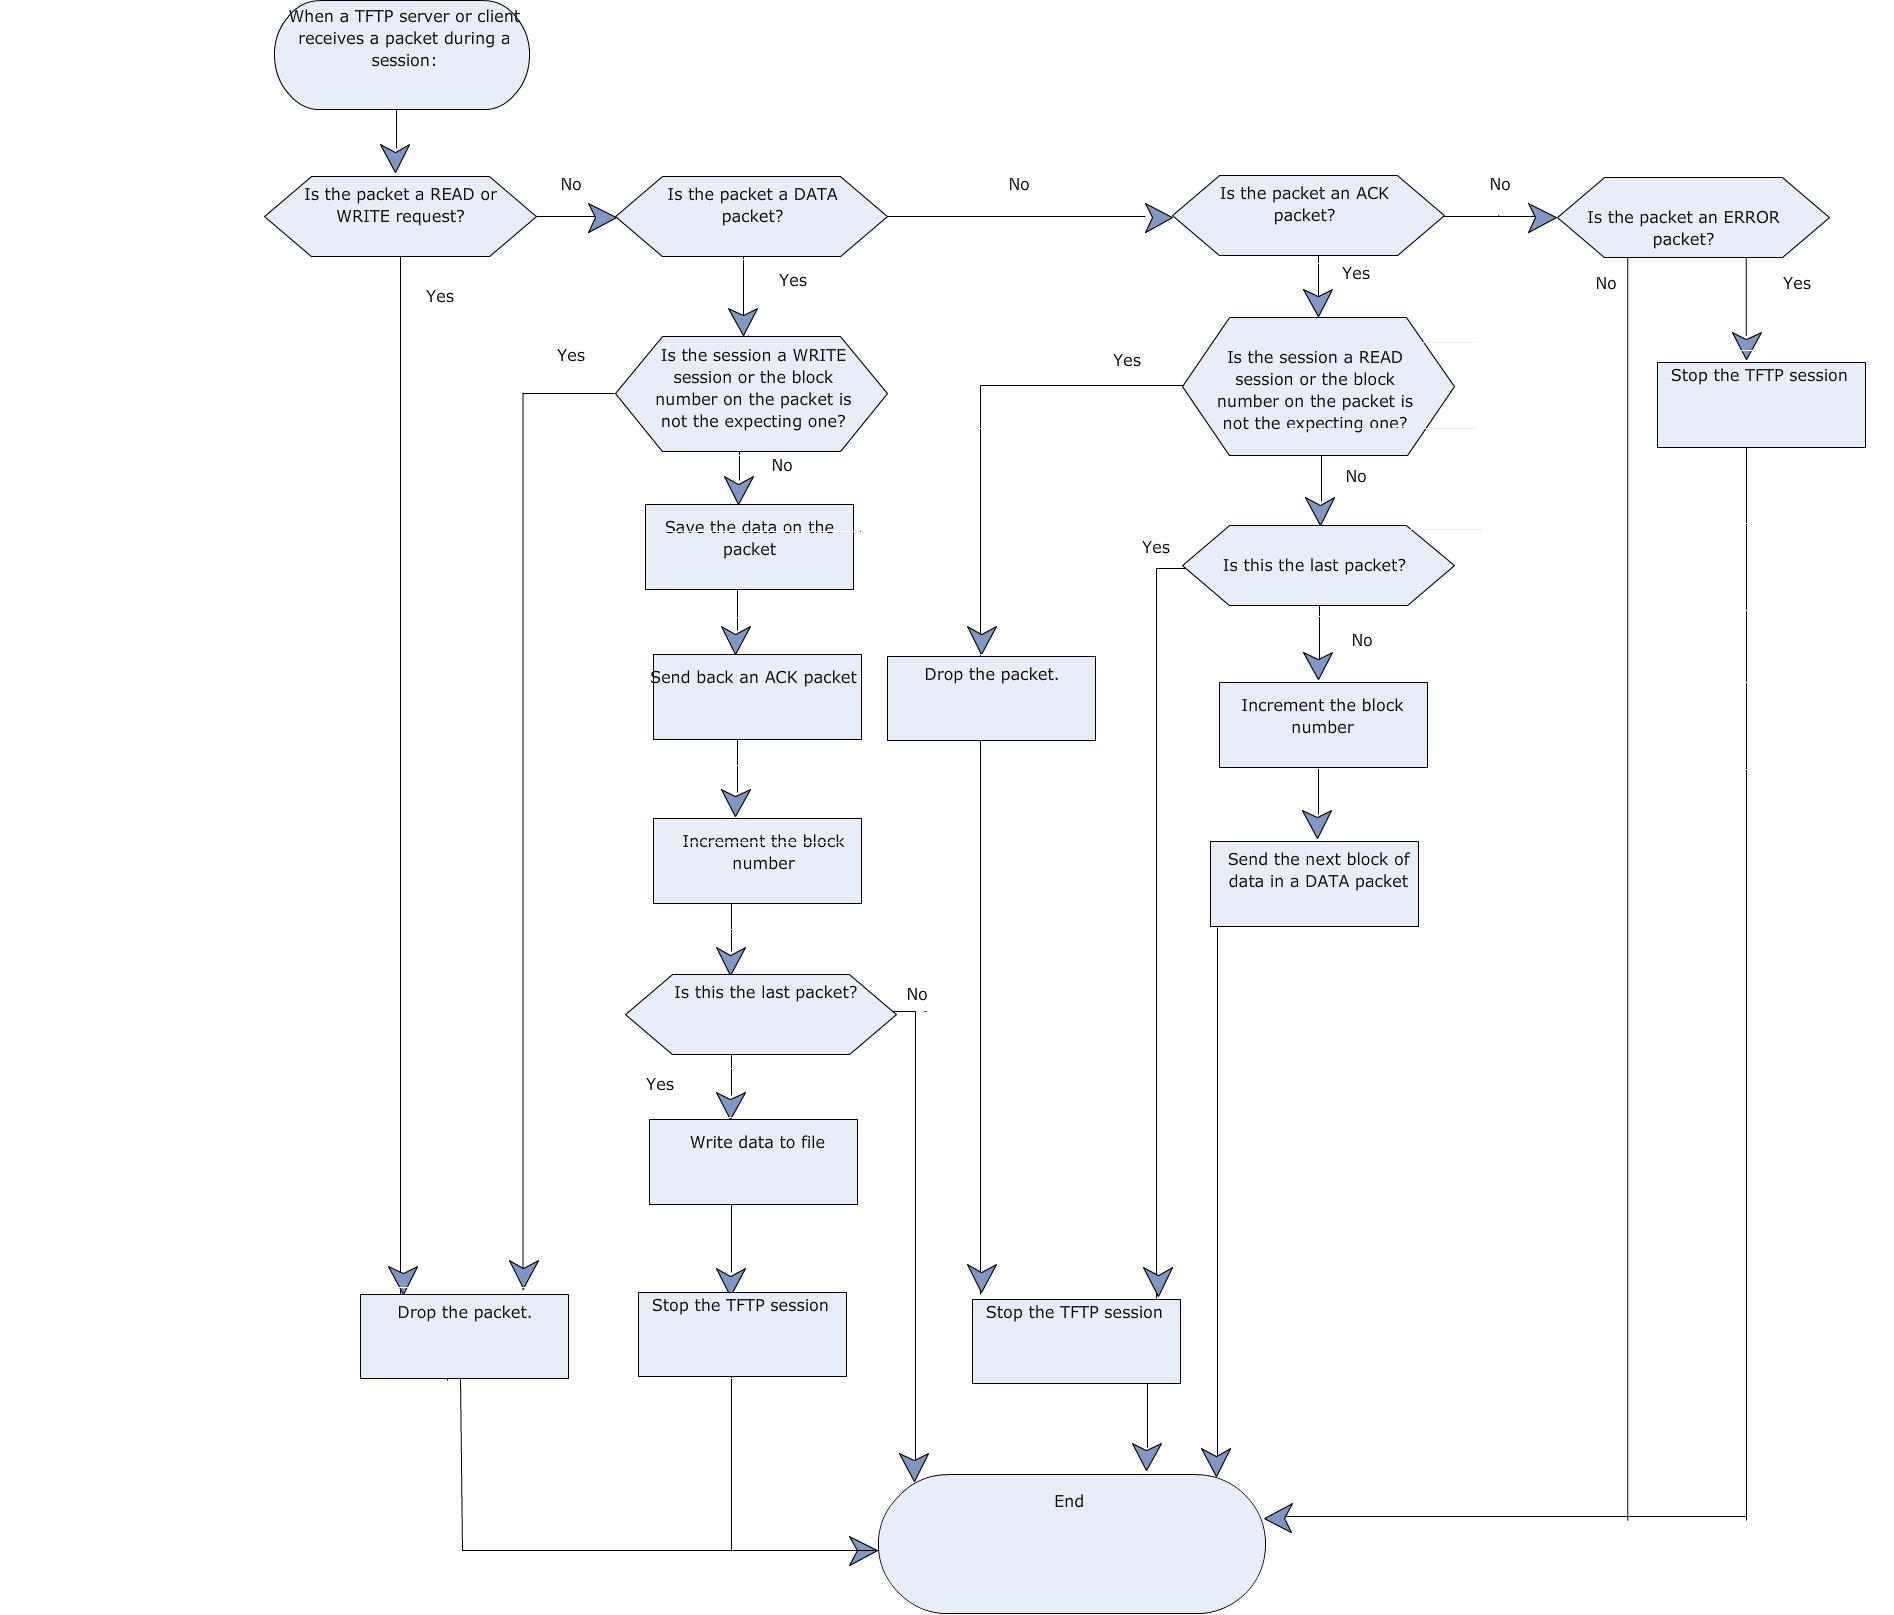 When a TFTP server or client
receives a packet during a
session:
Is the packet a READ or
WRITE request?
No
Is the packet a DATA
packet?
No
Is the packet an ACK
packet?
No
Is the packet an ERROR
packet?
Yes
Yes
Yes
No
Yes
Yes
Is the session a WRITE
session or the block
number on the packet is
not the expecting one?
No
Yes
Is the session a READ
session or the block
number on the packet is
not the expecting one?
No
Stop the TFTP session
Save the data on the
packet
Yes
Is this the last packet?
No
Send back an ACK packet
Drop the packet.
Increment the block
number
Increment the block
number
Send the next block of
data in a DATA packet
Is this the last packet?
No
Yes
Write data to file
Drop the packet.
Stop the TFTP session
Stop the TFTP session
End